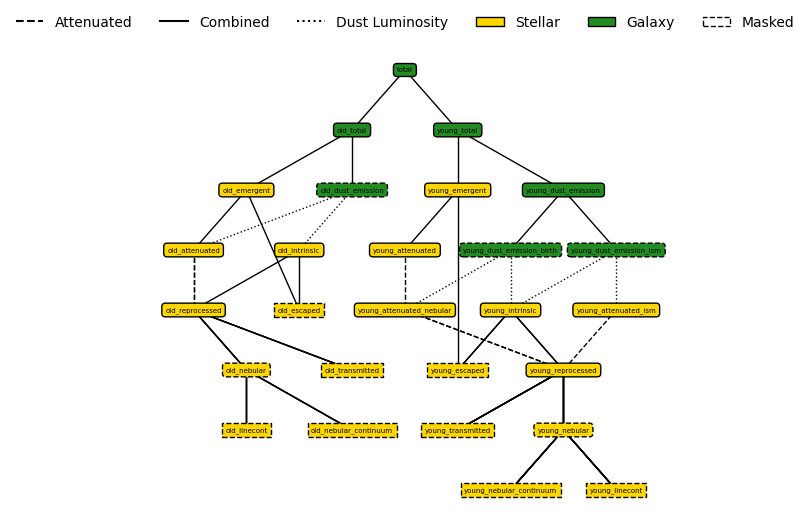 Attenuated Combined Dust Luminosity Stellar Galaxy Masked
total
old_total young_total
old_emergent old_dust_emission young_emergent young_dust_emission
old_attenuated old_intrinsic young_attenuated young_dust_emission_birth young_dust_emission_ism
old_reprocessed old_escaped young_attenuated_nebular young_intrinsic young_attenuated_ism
old_nebular old_transmitted young_escaped young_reprocessed
old_linecont old_nebular_continuum young_transmitted young_nebular
young_nebular_continuum young_linecont